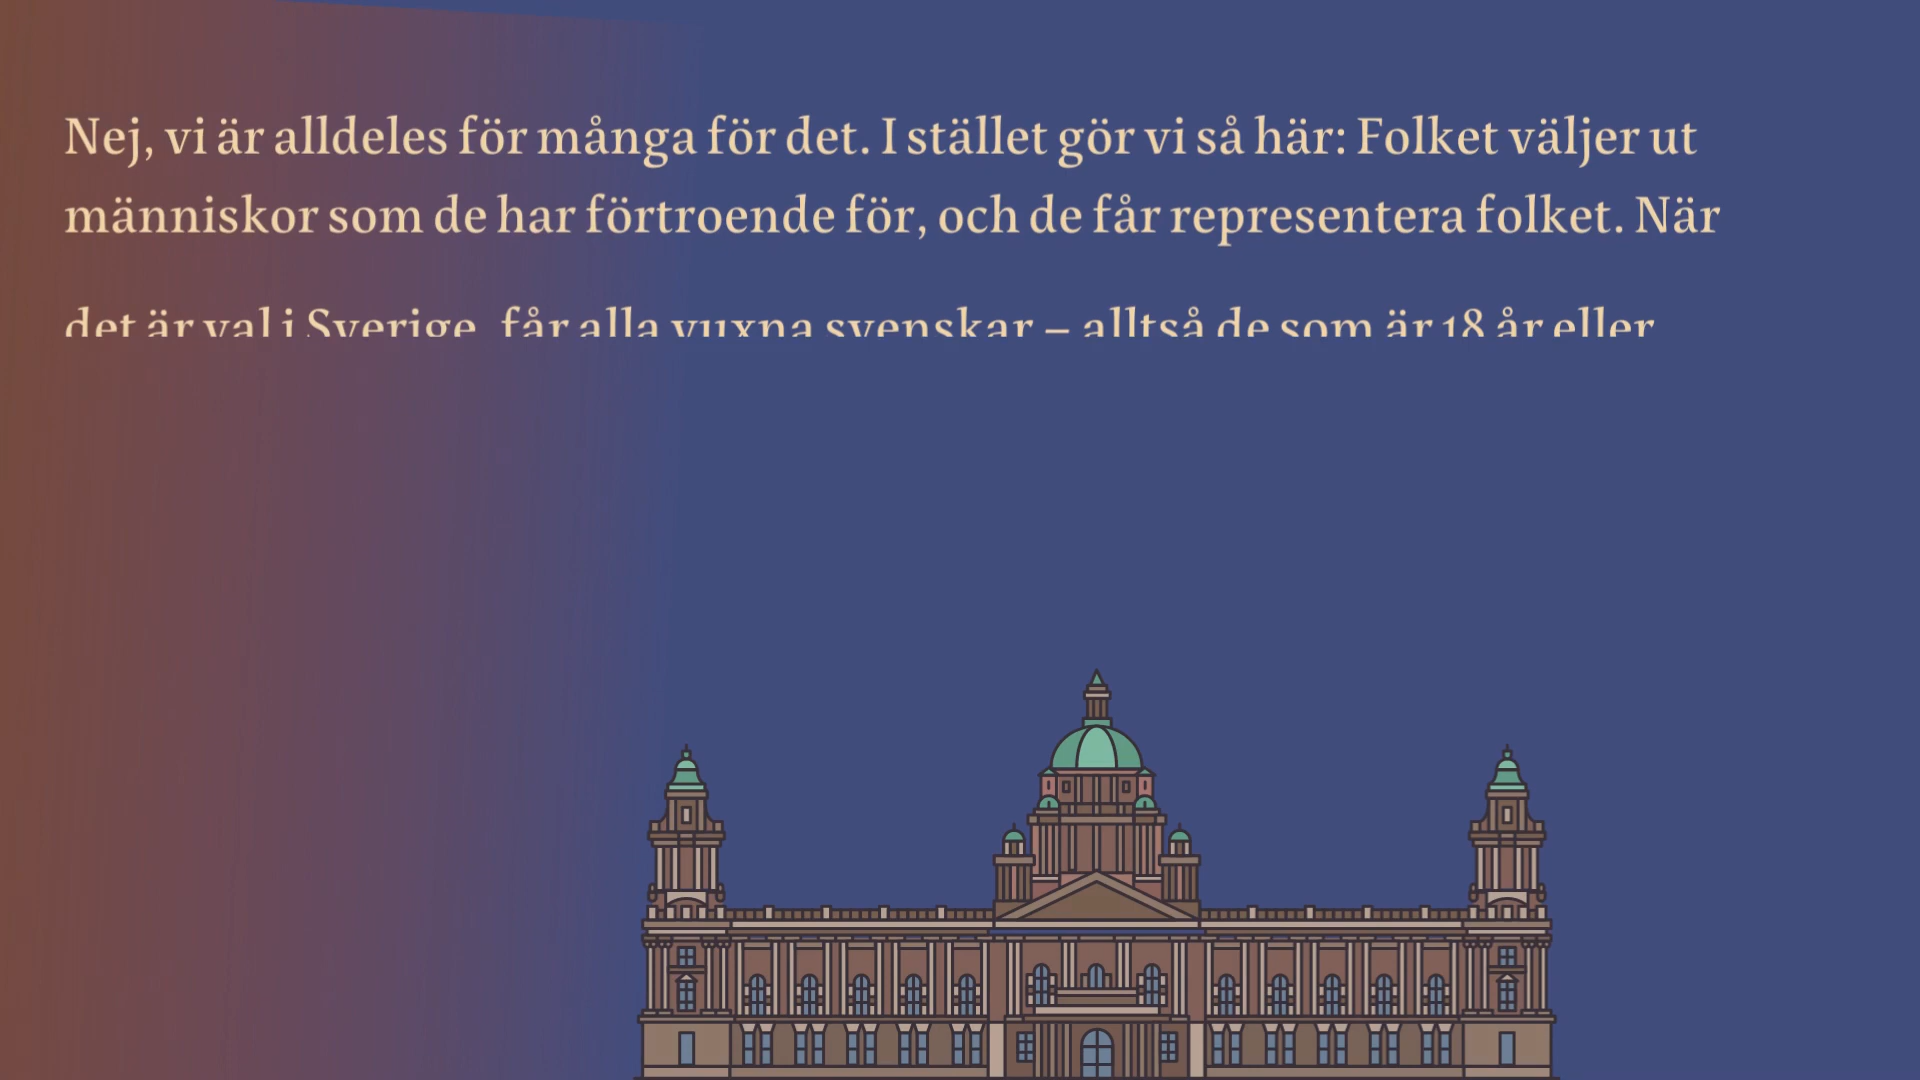 Nej, vi är alldeles för många för det. I stället gör vi så här: Folket väljer ut
människor som de har förtroende för, och de får representera folket. När
det är val i Sverige, får alla vuxna svenskar – alltså de som är 18 år eller